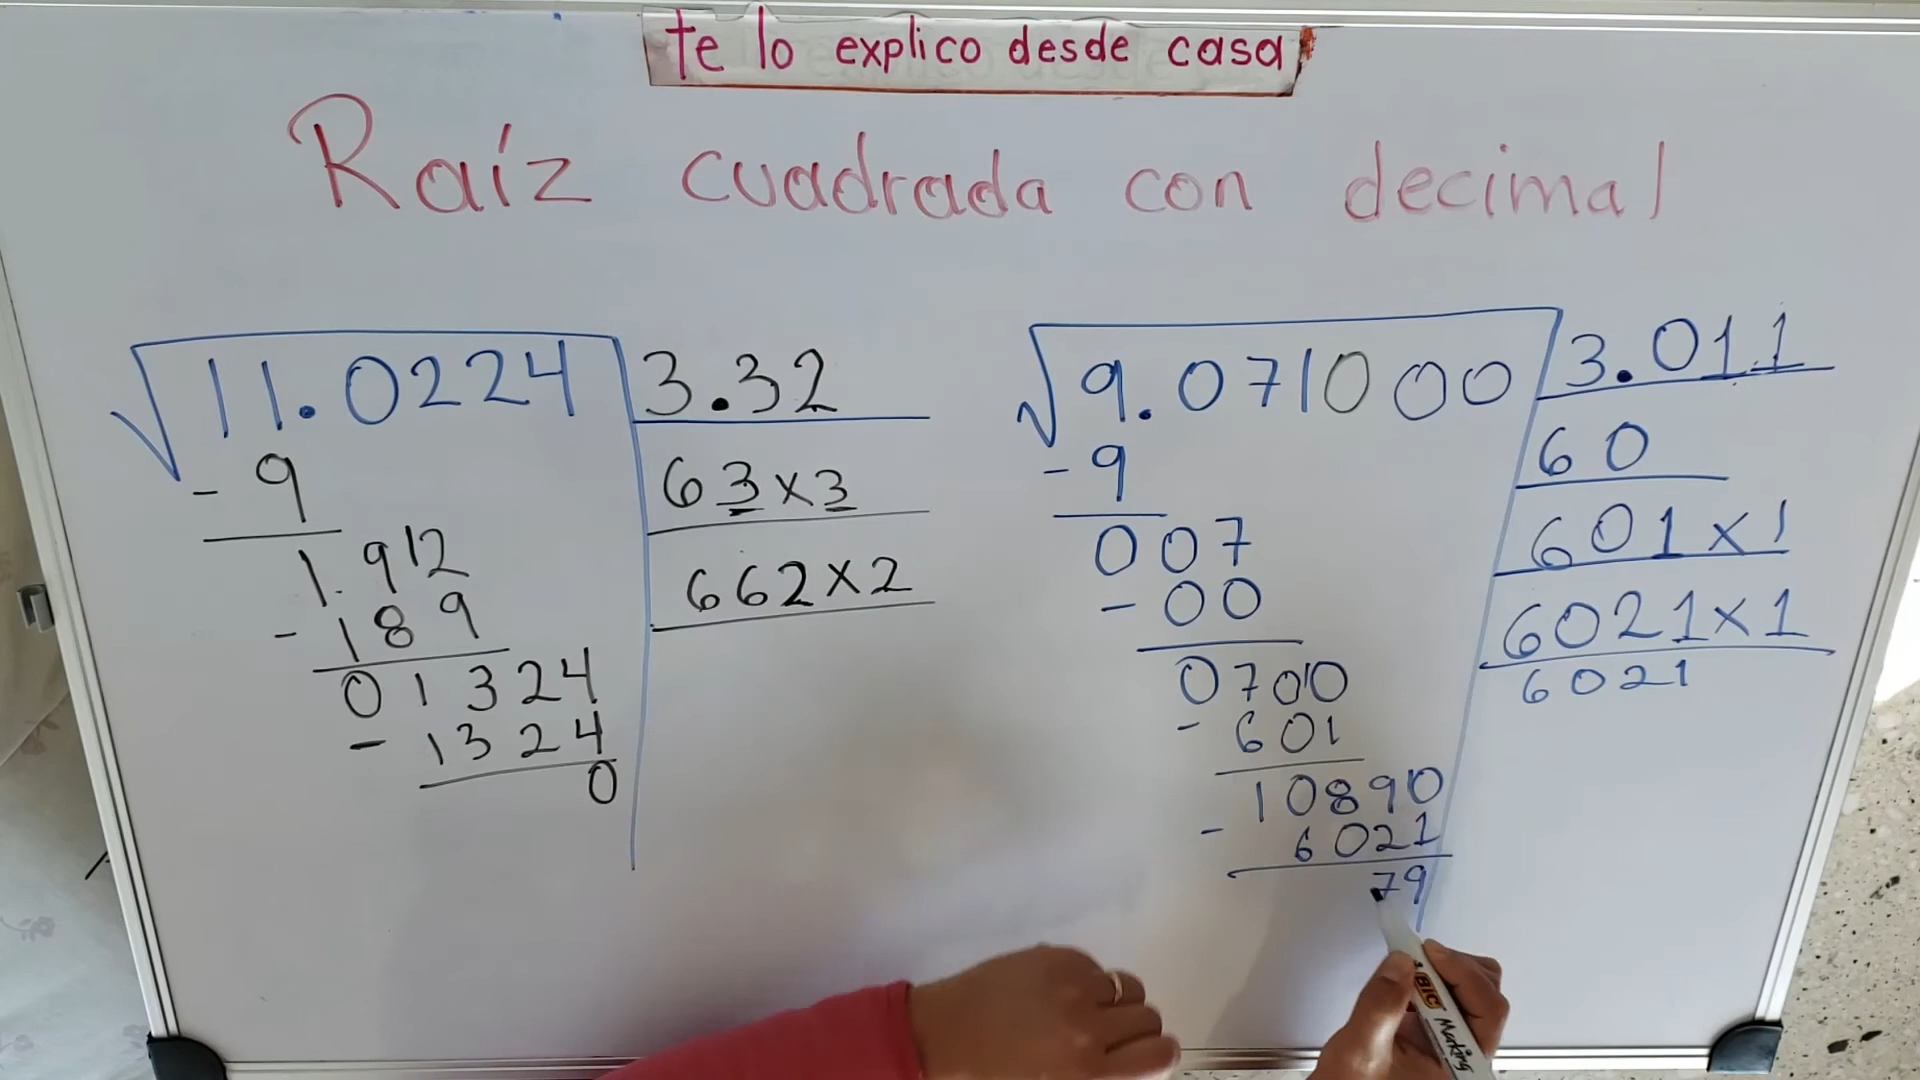 te lo explico desde casa
Raíz cuadrada con decimal
√11.0224 3.32
- 9 63x3
1.912 662x2
- 189
01324
- 1324
0
√9.071000 3.011
- 9 60
007 601x1
- 00 6021x1
0700 6021
- 601
10890
- 6021
79
BIC Marking